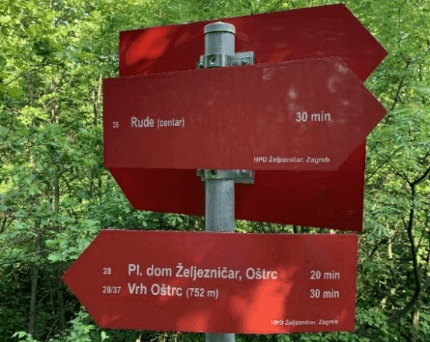 28 Rude (centar) 30 min
HPD Željezničar, Zagreb
28 Pl. dom Željezničar, Oštrc 20 min
28/37 Vrh Oštrc (752 m) 30 min
HPD Željezničar, Zagreb